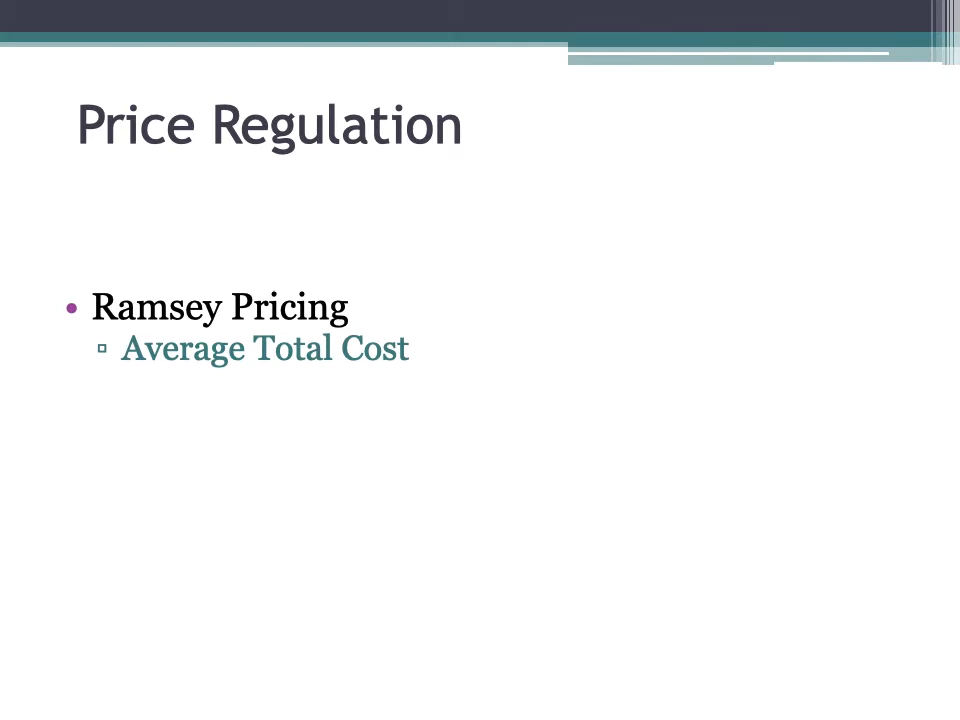 Price Regulation
• Ramsey Pricing
▫ Average Total Cost